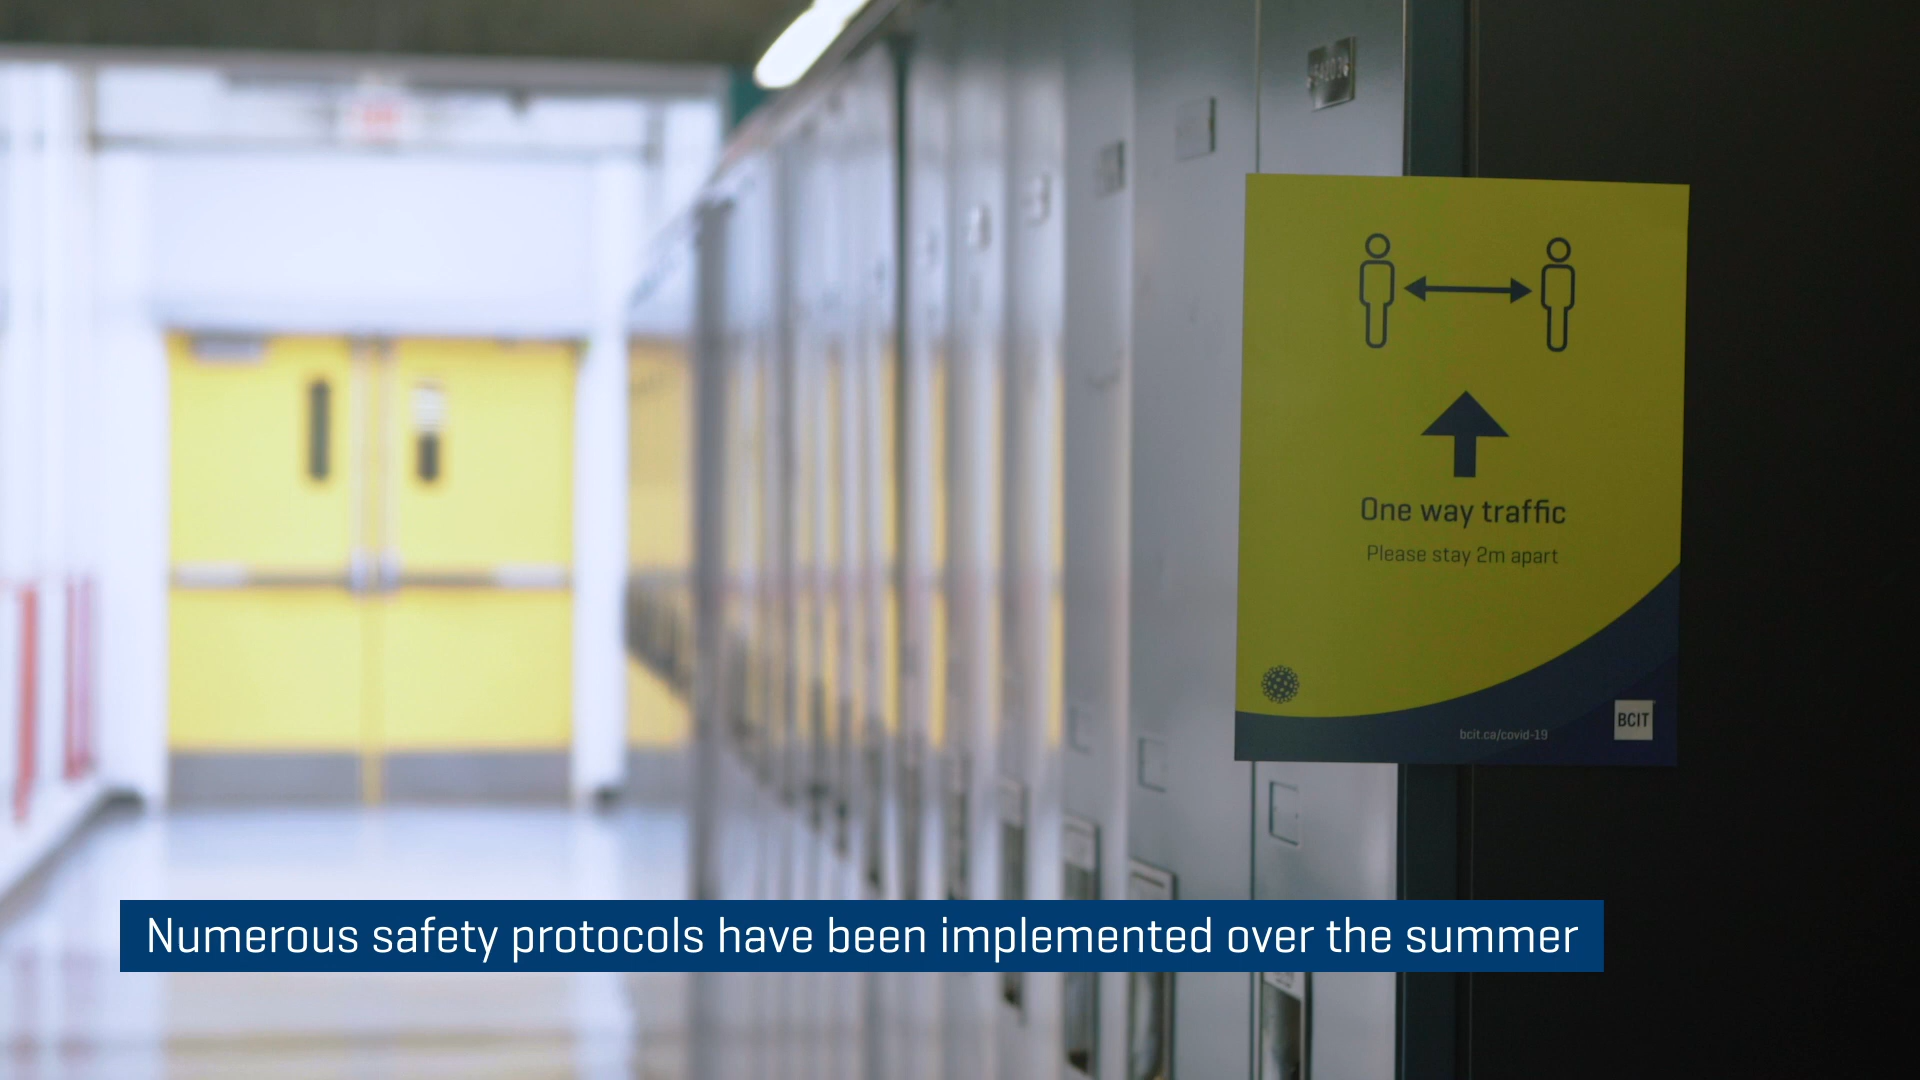 One way traffic
Please stay 2m apart
bcit.ca/covid-19
BCIT
Numerous safety protocols have been implemented over the summer